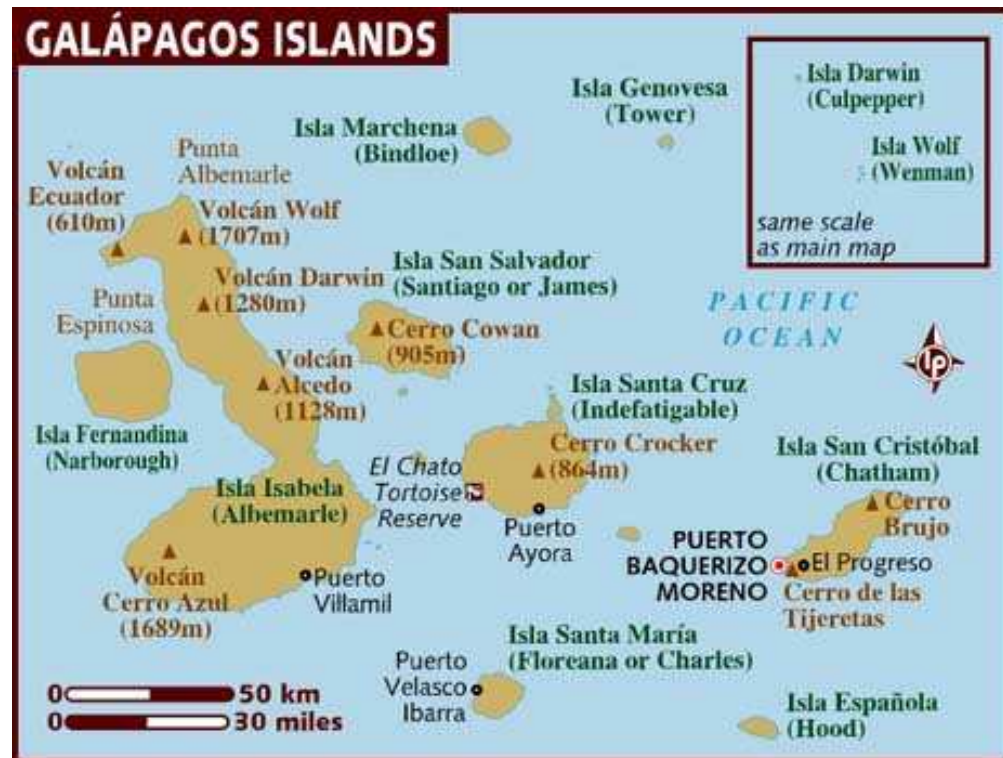 GALÁPAGOS ISLANDS
Isla Darwin
(Culpepper)
Isla Wolf
(Wenman)
same scale
as main map
Isla Genovesa
(Tower)
Isla Marchena
(Bindloe)
Punta
Albemarle
Volcán
Ecuador
(610m)
Volcán Wolf
(1707m)
Volcán Darwin
(1280m)
Isla San Salvador
(Santiago or James)
PACIFIC
OCEAN
Punta
Espinosa
Cerro Cowan
(905m)
lp
Volcán
Alcedo
(1128m)
Isla Santa Cruz
(Indefatigable)
Isla Fernandina
(Narborough)
Cerro Crocker
(864m)
Isla San Cristóbal
(Chatham)
El Chato
Tortoise
Reserve
Isla Isabela
(Albemarle)
Cerro
Brujo
Puerto
Ayora
PUERTO
BAQUERIZO
MORENO
El Progreso
Cerro de las
Tijeretas
Volcán
Cerro Azul
(1689m)
Puerto
Villamil
Isla Santa María
(Floreana or Charles)
Puerto
Velasco
Ibarra
Isla Española
(Hood)
0 50 km
0 30 miles